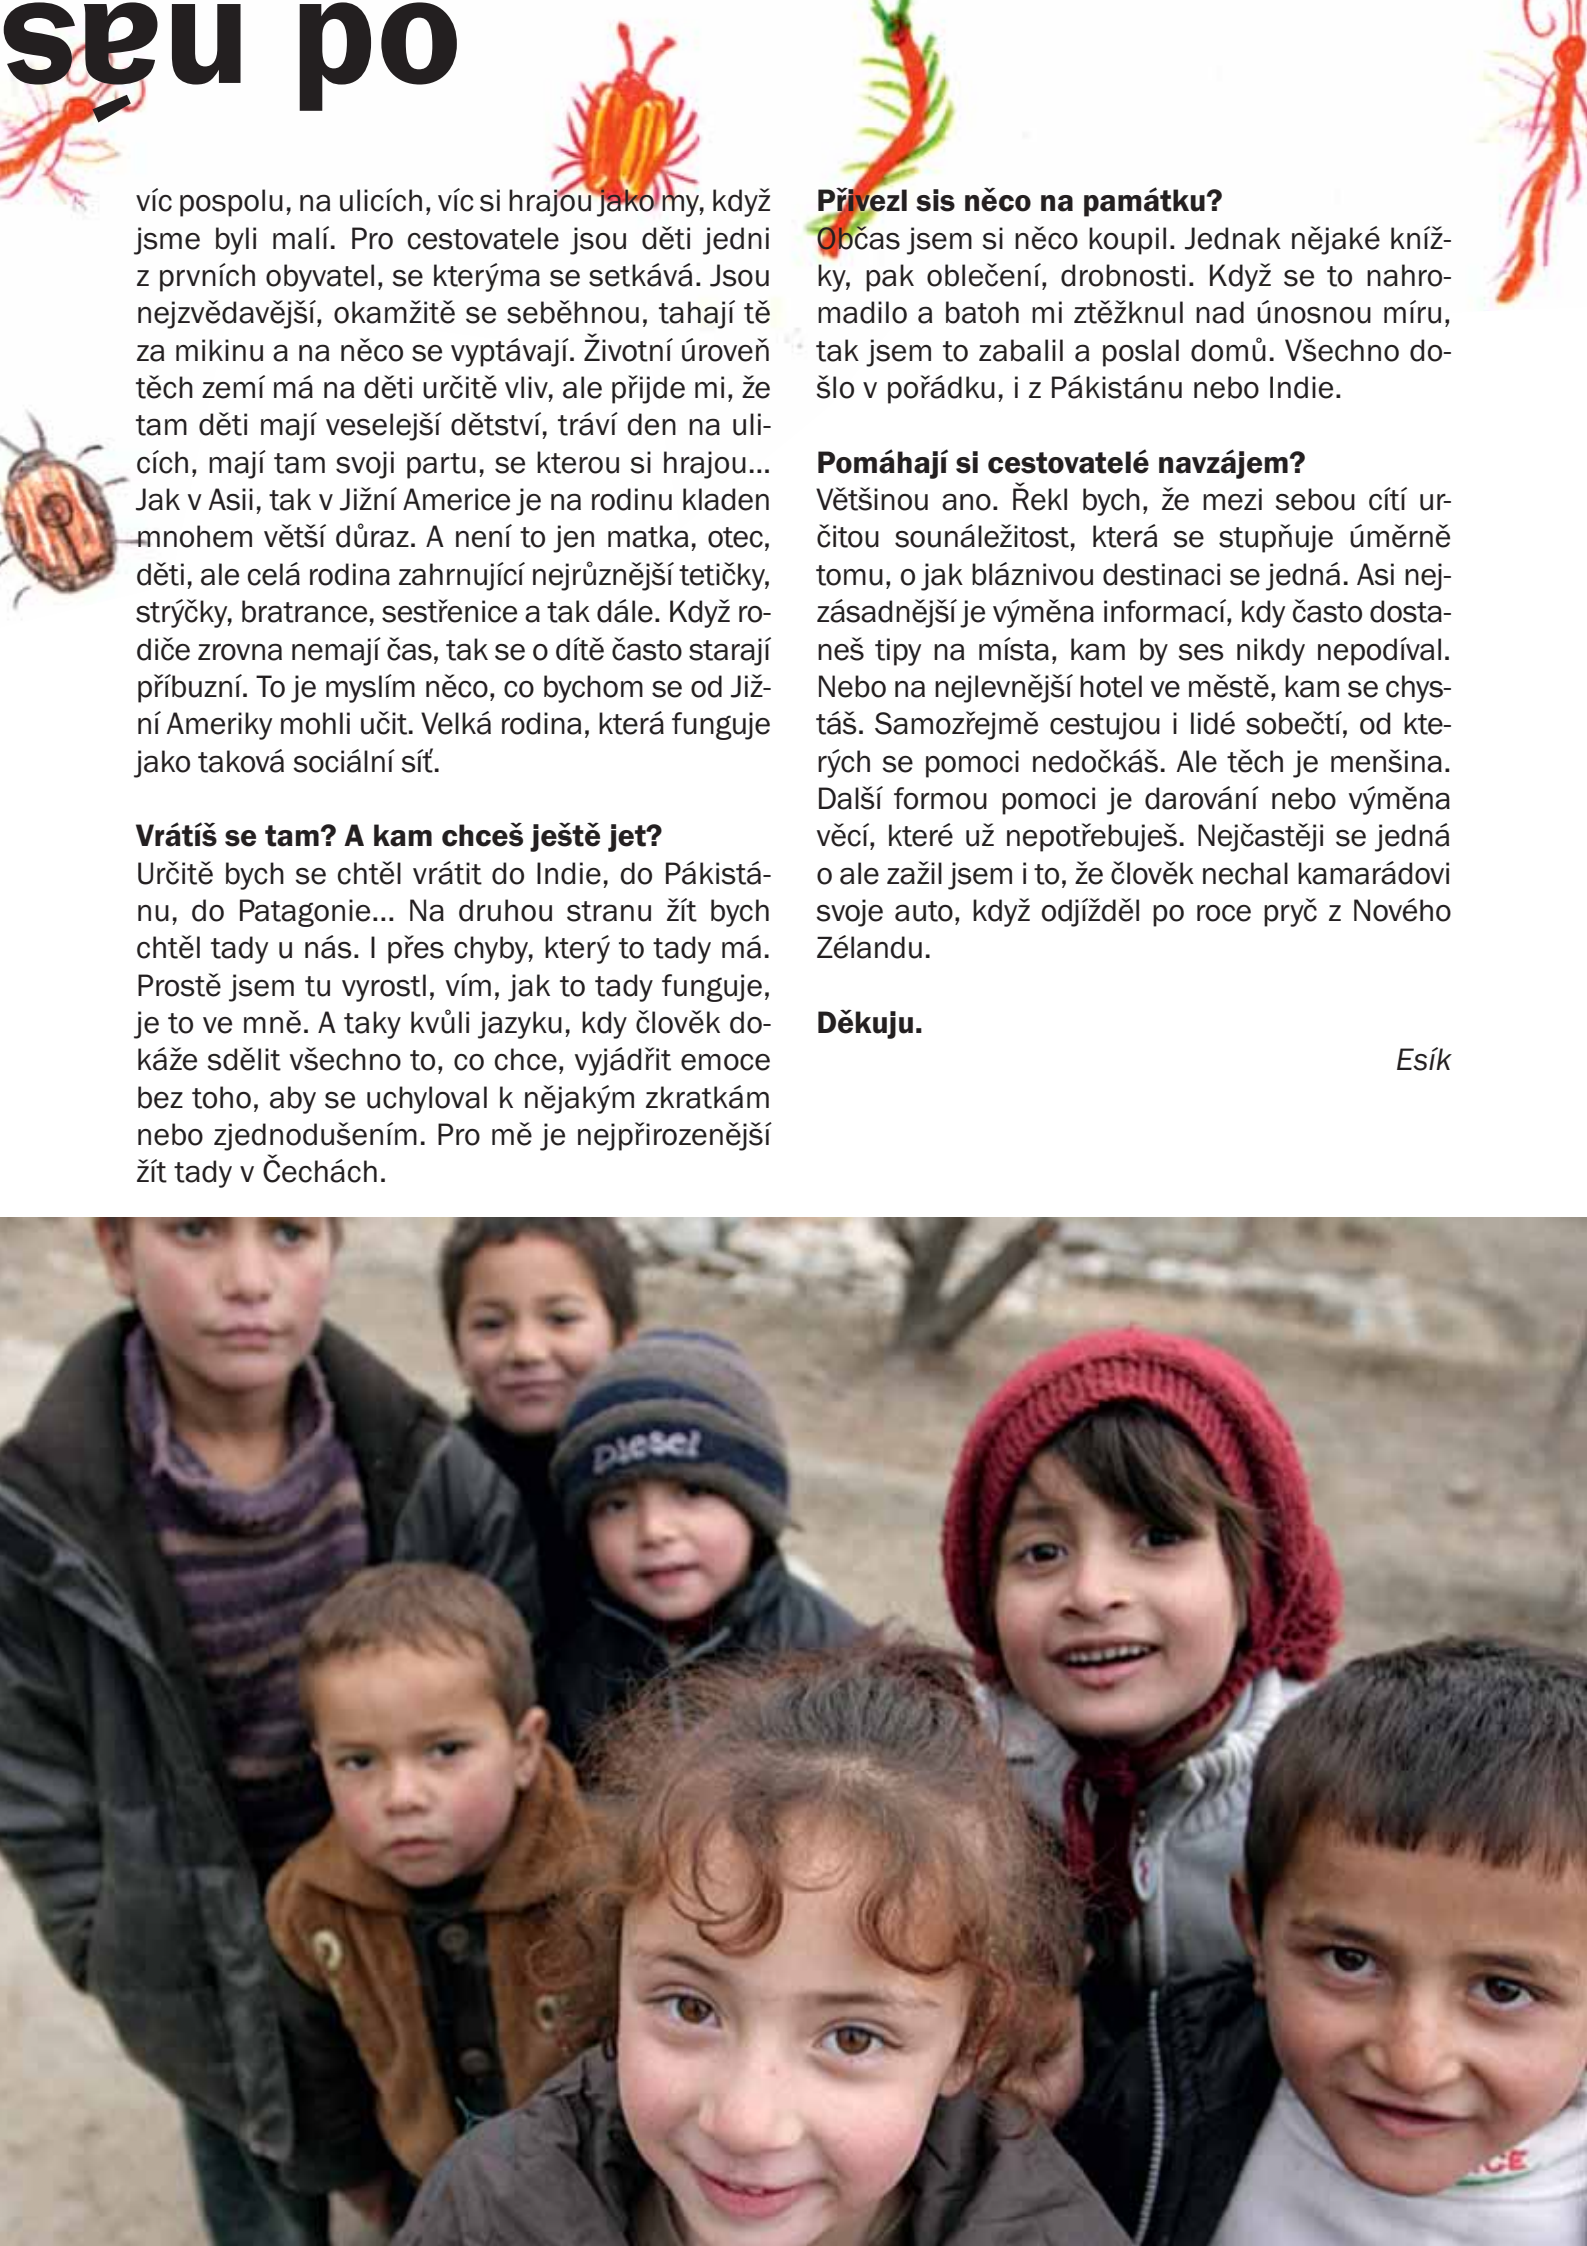 od nás
víc pospolu, na ulicích, víc si hrajou jako my, když
jsme byli malí. Pro cestovatele jsou děti jedni
z prvních obyvatel, se kterýma se setkává. Jsou
nejzvědavější, okamžitě se seběhnou, tahají tě
za mikinu a na něco se vyptávají. Životní úroveň
těch zemí má na děti určitě vliv, ale přijde mi, že
tam děti mají veselejší dětství, tráví den na uli-
cích, mají tam svoji partu, se kterou si hrajou...
Jak v Asii, tak v Jižní Americe je na rodinu kladen
mnohem větší důraz. A není to jen matka, otec,
děti, ale celá rodina zahrnující nejrůznější tetičky,
strýčky, bratrance, sestřenice a tak dále. Když ro-
diče zrovna nemají čas, tak se o dítě často starají
příbuzní. To je myslím něco, co bychom se od Již-
ní Ameriky mohli učit. Velká rodina, která funguje
jako taková sociální síť.
Vrátíš se tam? A kam chceš ještě jet?
Určitě bych se chtěl vrátit do Indie, do Pákistá-
nu, do Patagonie... Na druhou stranu žít bych
chtěl tady u nás. I přes chyby, který to tady má.
Prostě jsem tu vyrostl, vím, jak to tady funguje,
je to ve mně. A taky kvůli jazyku, kdy člověk do-
káže sdělit všechno to, co chce, vyjádřit emoce
bez toho, aby se uchyloval k nějakým zkratkám
nebo zjednodušením. Pro mě je nejpřirozenější
žít tady v Čechách.
Přivezl sis něco na památku?
Občas jsem si něco koupil. Jednak nějaké kníž-
ky, pak oblečení, drobnosti. Když se to nahro-
madilo a batoh mi ztěžknul nad únosnou míru,
tak jsem to zabalil a poslal domů. Všechno do-
šlo v pořádku, i z Pákistánu nebo Indie.
Pomáhají si cestovatelé navzájem?
Většinou ano. Řekl bych, že mezi sebou cítí ur-
čitou sounáležitost, která se stupňuje úměrně
tomu, o jak bláznivou destinaci se jedná. Asi nej-
zásadnější je výměna informací, kdy často dosta-
neš tipy na místa, kam by ses nikdy nepodíval.
Nebo na nejlevnější hotel ve městě, kam se chys-
táš. Samozřejmě cestujou i lidé sobečtí, od kte-
rých se pomoci nedočkáš. Ale těch je menšina.
Další formou pomoci je darování nebo výměna
věcí, které už nepotřebuješ. Nejčastěji se jedná
o ale zažil jsem i to, že člověk nechal kamarádovi
svoje auto, když odjížděl po roce pryč z Nového
Zélandu.
Děkuju.
Esík
Diesel